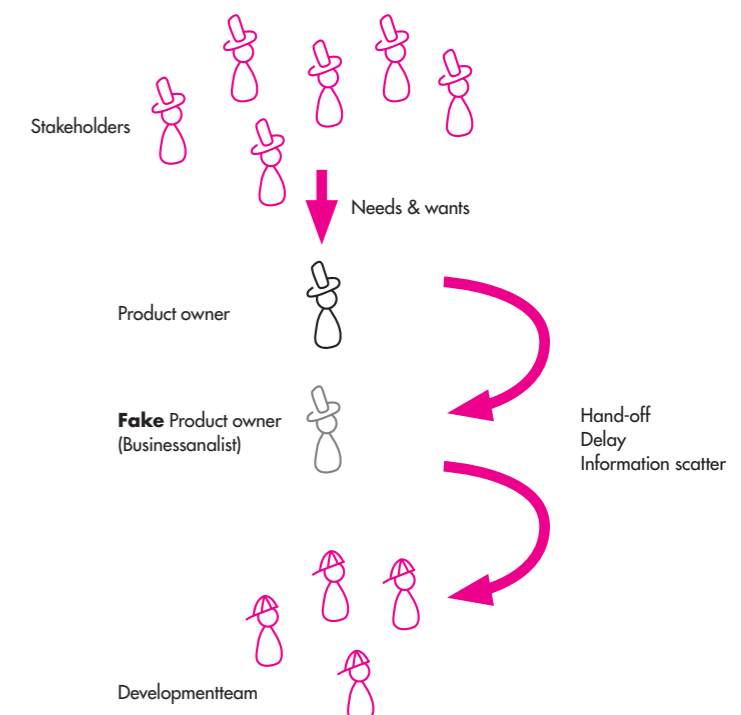 Stakeholders
Needs & wants
Product owner
Fake Product owner
(Businessanalist)
Hand-off
Delay
Information scatter
Developmentteam